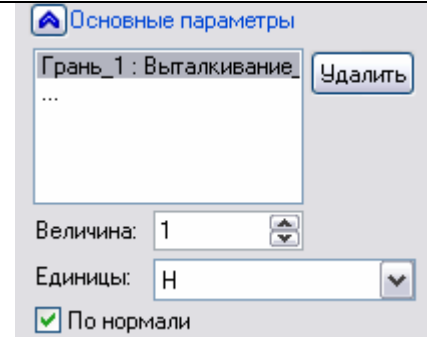 Основные параметры
Грань_1 : Выталкивание_
Удалить
...
Величина: 1
Единицы: Н
По нормали